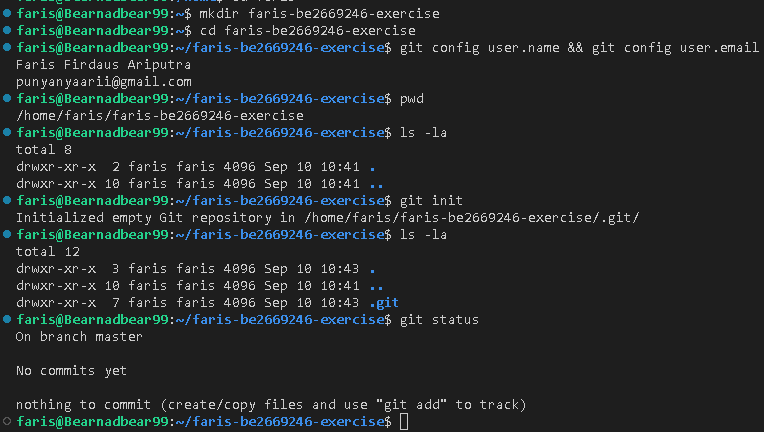 faris@Bearnadbear99:~$ mkdir faris-be2669246-exercise
faris@Bearnadbear99:~$ cd faris-be2669246-exercise
faris@Bearnadbear99:~/faris-be2669246-exercise$ git config user.name && git config user.email
Faris Firdaus Ariputra
punyanyaarii@gmail.com
faris@Bearnadbear99:~/faris-be2669246-exercise$ pwd
/home/faris/faris-be2669246-exercise
faris@Bearnadbear99:~/faris-be2669246-exercise$ ls -la
total 8
drwxr-xr-x  2 faris faris 4096 Sep 10 10:41 .
drwxr-xr-x 10 faris faris 4096 Sep 10 10:41 ..
faris@Bearnadbear99:~/faris-be2669246-exercise$ git init
Initialized empty Git repository in /home/faris/faris-be2669246-exercise/.git/
faris@Bearnadbear99:~/faris-be2669246-exercise$ ls -la
total 12
drwxr-xr-x  3 faris faris 4096 Sep 10 10:43 .
drwxr-xr-x 10 faris faris 4096 Sep 10 10:41 ..
drwxr-xr-x  7 faris faris 4096 Sep 10 10:43 .git
faris@Bearnadbear99:~/faris-be2669246-exercise$ git status
On branch master
No commits yet
nothing to commit (create/copy files and use "git add" to track)
faris@Bearnadbear99:~/faris-be2669246-exercise$